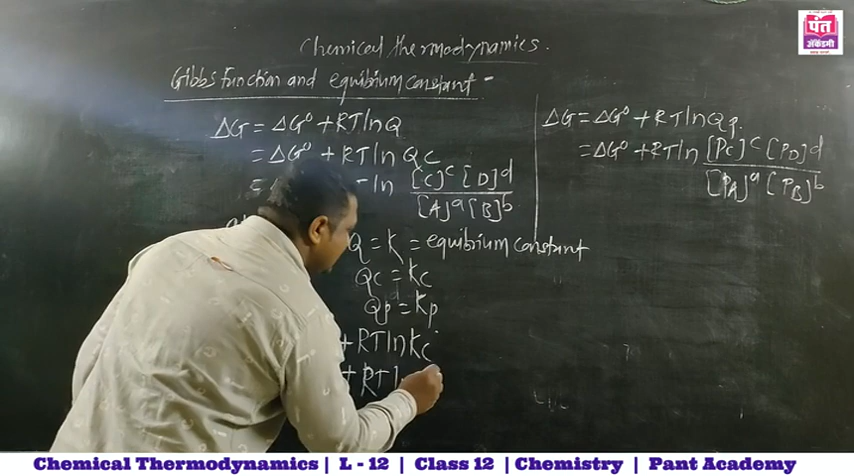 Chemical thermodynamics.
Gibbs Function and equibium constant -
ΔG = ΔG° + RT ln Q
= ΔG° + RT ln Qc
= ln [C]^c [D]^d / [A]^a [B]^b
Q = K = equibium constant
Qc = Kc
Qp = Kp
+ RT ln Kc
+ RT l
ΔG = ΔG° + RT ln Qp.
= ΔG° + RT ln [PC]^c [PD]^d / [PA]^a [PB]^b
पंत
अकॅडमी
Chemical Thermodynamics | L - 12 | Class 12 | Chemistry | Pant Academy